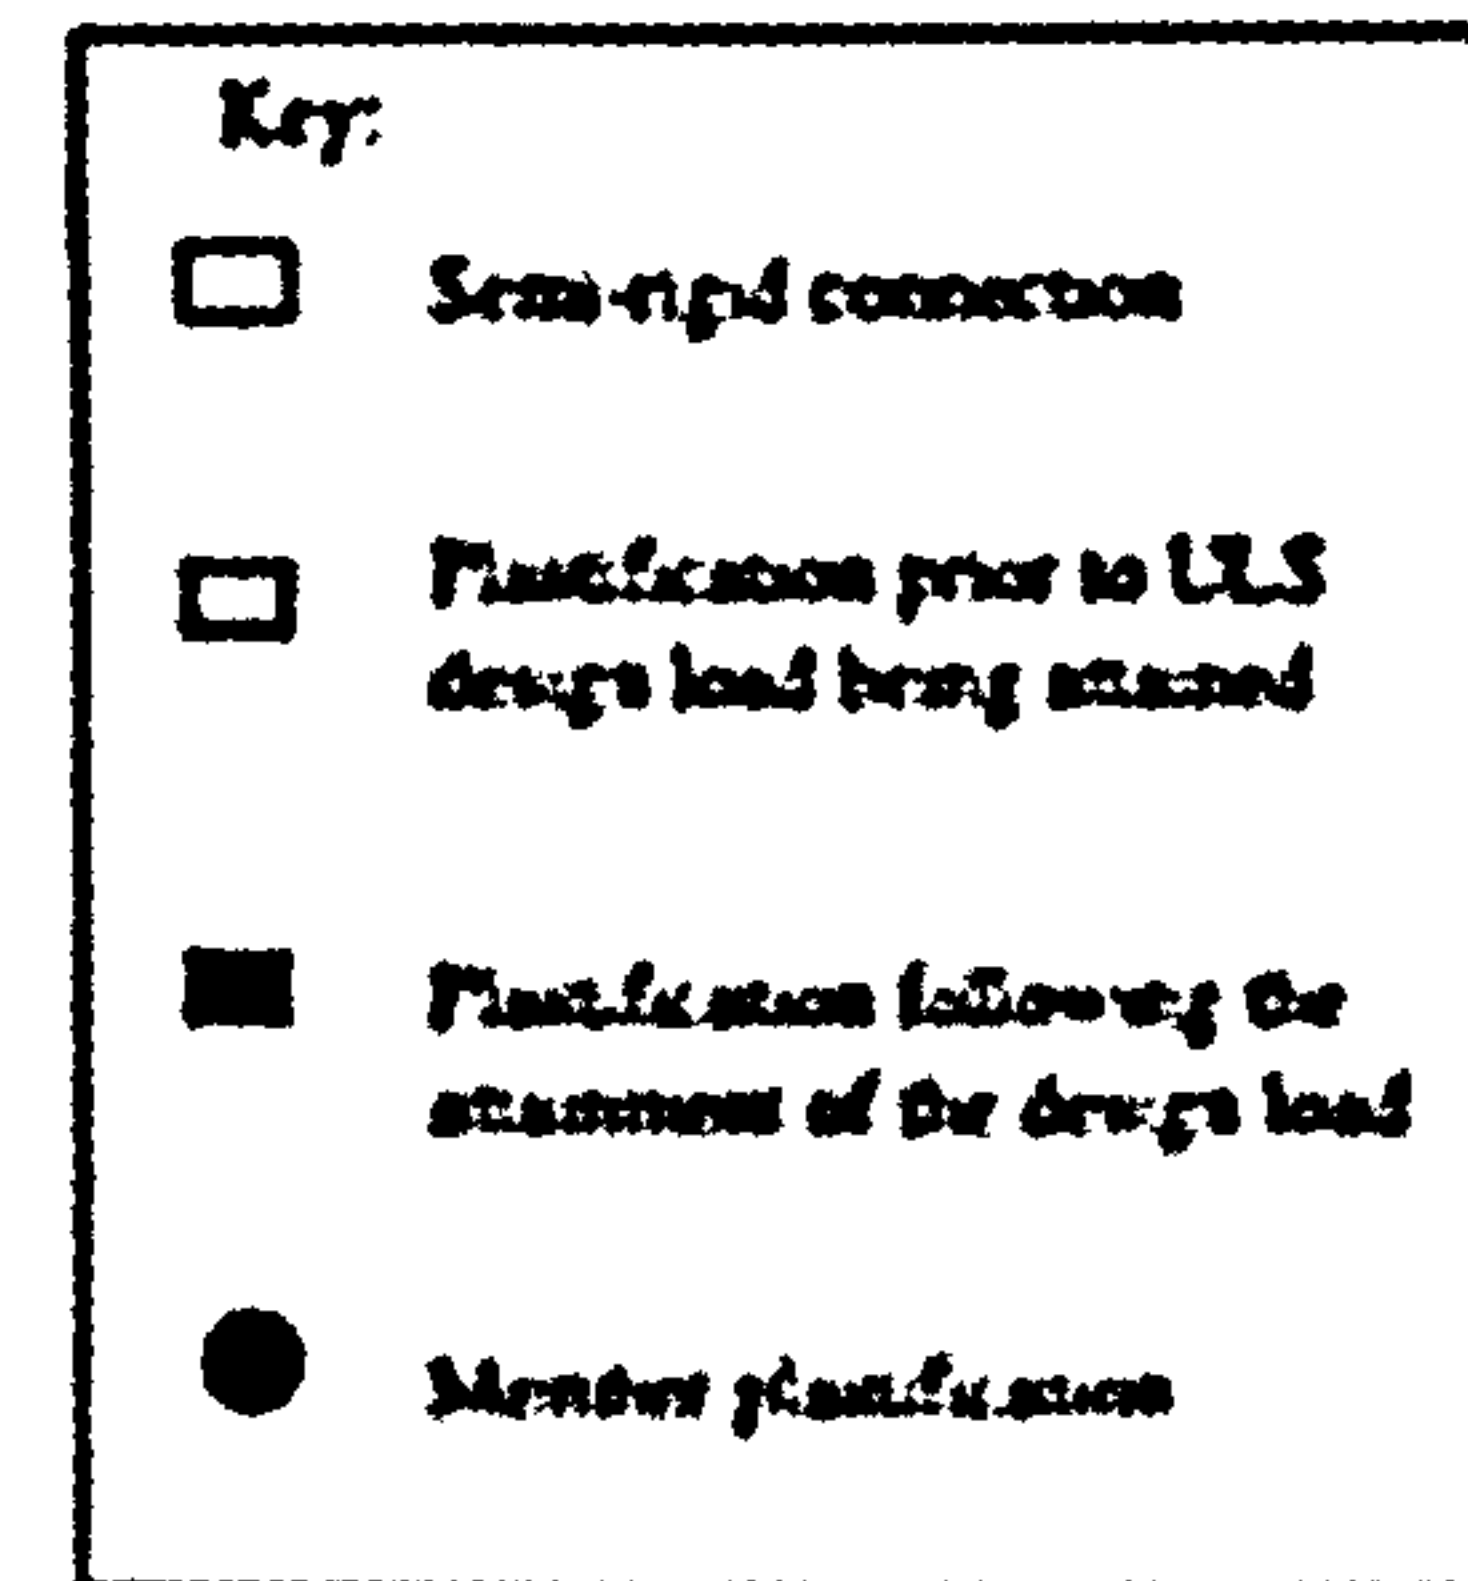 Key:
Semi-rigid connection
Plastification prior to ULS
design load being attained
Plastification following the
attainment of the design load
Member plastification